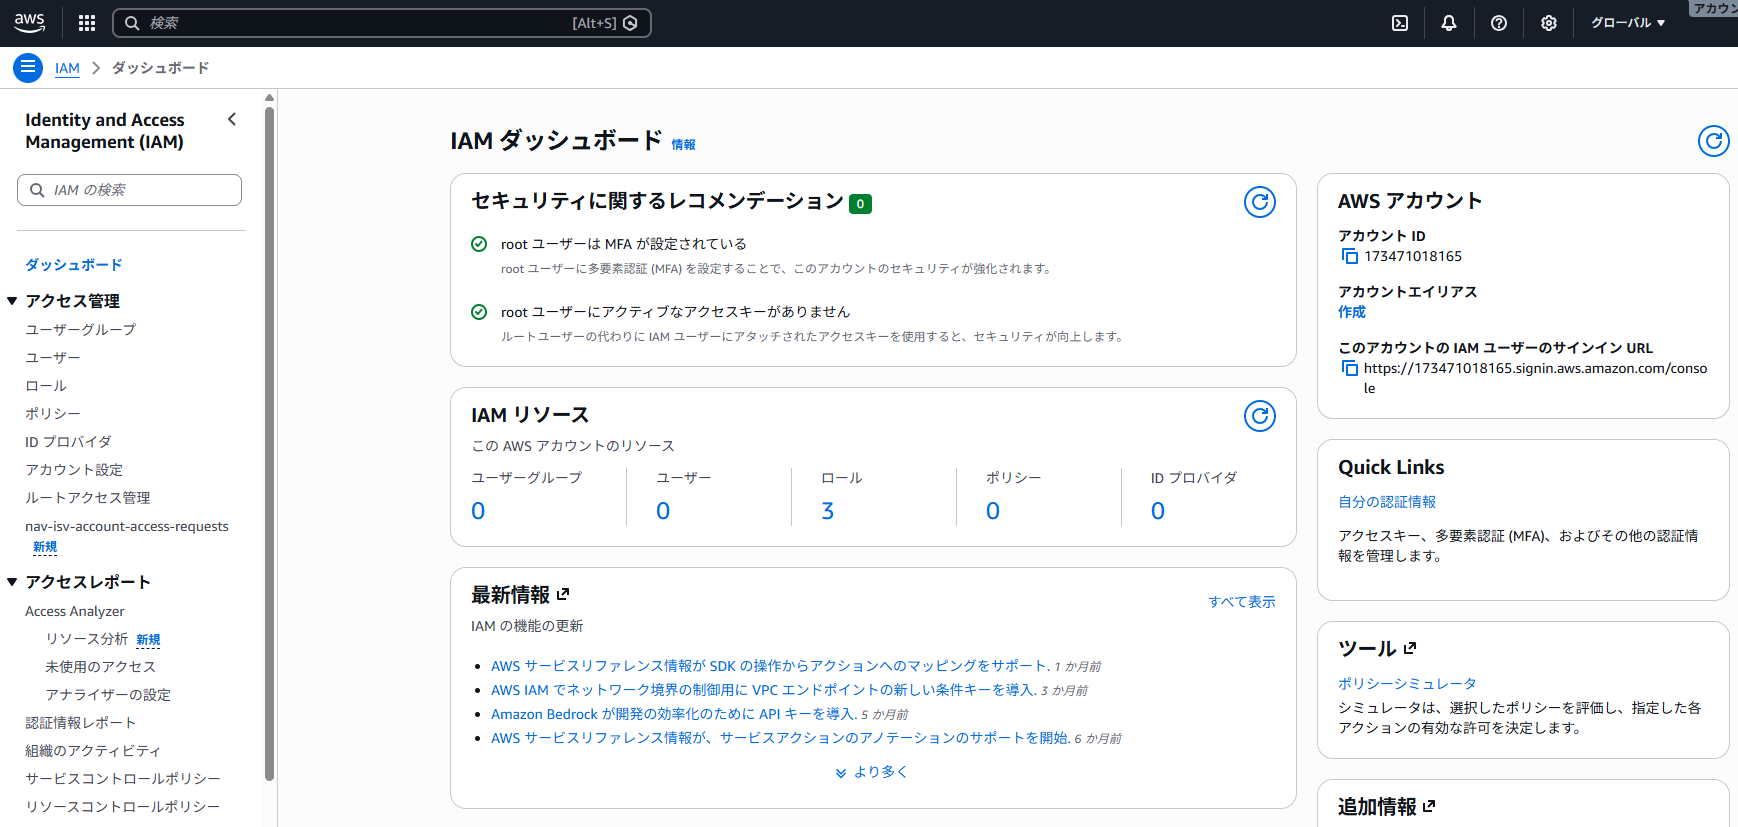 aws
検索
[Alt+S]
グローバル
アカウン
IAM
ダッシュボード
Identity and Access
Management (IAM)
IAM の検索
ダッシュボード
アクセス管理
ユーザーグループ
ユーザー
ロール
ポリシー
ID プロバイダ
アカウント設定
ルートアクセス管理
nav-isv-account-access-requests
新規
アクセスレポート
Access Analyzer
リソース分析 新規
未使用のアクセス
アナライザーの設定
認証情報レポート
組織のアクティビティ
サービスコントロールポリシー
リソースコントロールポリシー
IAM ダッシュボード 情報
セキュリティに関するレコメンデーション 0
root ユーザーは MFA が設定されている
root ユーザーに多要素認証 (MFA) を設定することで、このアカウントのセキュリティが強化されます。
root ユーザーにアクティブなアクセスキーがありません
ルートユーザーの代わりに IAM ユーザーにアタッチされたアクセスキーを使用すると、セキュリティが向上します。
IAM リソース
この AWS アカウントのリソース
ユーザーグループ ユーザー ロール ポリシー ID プロバイダ
0 0 3 0 0
最新情報
すべて表示
IAM の機能の更新
AWS サービスリファレンス情報が SDK の操作からアクションへのマッピングをサポート. 1 か月前
AWS IAM でネットワーク境界の制御用に VPC エンドポイントの新しい条件キーを導入. 3 か月前
Amazon Bedrock が開発の効率化のために API キーを導入. 5 か月前
AWS サービスリファレンス情報が、サービスアクションのアノテーションのサポートを開始. 6 か月前
より多く
AWS アカウント
アカウント ID
173471018165
アカウントエイリアス
作成
このアカウントの IAM ユーザーのサインイン URL
https://173471018165.signin.aws.amazon.com/conso
le
Quick Links
自分の認証情報
アクセスキー、多要素認証 (MFA)、およびその他の認証情
報を管理します。
ツール
ポリシーシミュレータ
シミュレータは、選択したポリシーを評価し、指定した各
アクションの有効な許可を決定します。
追加情報